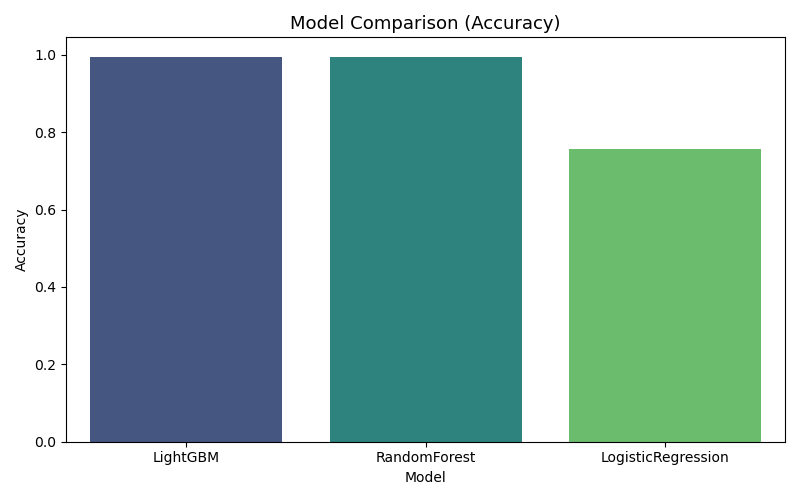 Model Comparison (Accuracy)
1.0
0.8
0.6
0.4
0.2
0.0
Accuracy
LightGBM
RandomForest
LogisticRegression
Model